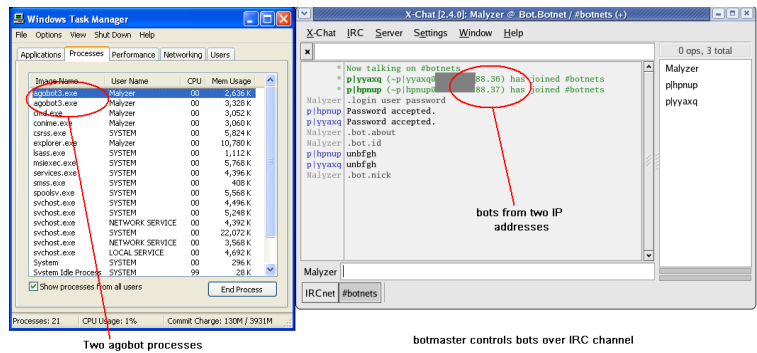 Windows Task Manager
File Options View Shut Down Help
Applications Processes Performance Networking Users
Image Name User Name CPU Mem Usage
agobot3.exe Malyzer 00 2,636 K
agobot3.exe Malyzer 00 3,328 K
cmd.exe Malyzer 00 3,052 K
conime.exe Malyzer 00 3,060 K
csrss.exe SYSTEM 00 5,824 K
explorer.exe Malyzer 00 10,780 K
lsass.exe SYSTEM 00 1,112 K
msiexec.exe SYSTEM 00 5,768 K
services.exe SYSTEM 00 4,396 K
smss.exe SYSTEM 00 408 K
spoolsv.exe SYSTEM 00 5,568 K
svchost.exe SYSTEM 00 4,496 K
svchost.exe SYSTEM 00 5,248 K
svchost.exe NETWORK SERVICE 00 4,392 K
svchost.exe SYSTEM 00 22,072 K
svchost.exe NETWORK SERVICE 00 3,568 K
svchost.exe LOCAL SERVICE 00 4,692 K
System SYSTEM 00 296 K
System Idle Process SYSTEM 99 28 K
Show processes from all users
End Process
Processes: 21 CPU Usage: 1% Commit Charge: 130M / 3931M
Two agobot processes
X-Chat [2.4.0]: Malyzer @ Bot.Botnet / #botnets (+)
X-Chat IRC Server Settings Window Help
0 ops, 3 total
* Now talking on #botnets
* p|yyaxq (~p|yyaxq@ 88.36) has joined #botnets
* p|hpnup (~p|hpnup@ 88.37) has joined #botnets
Malyzer .login user password
p|hpnup Password accepted.
p|yyaxq Password accepted.
Malyzer .bot.about
Malyzer .bot.id
p|hpnup unbfgh
p|yyaxq unbfgh
Malyzer .bot.nick
Malyzer
p|hpnup
p|yyaxq
bots from two IP
addresses
Malyzer
IRCnet #botnets
botmaster controls bots over IRC channel